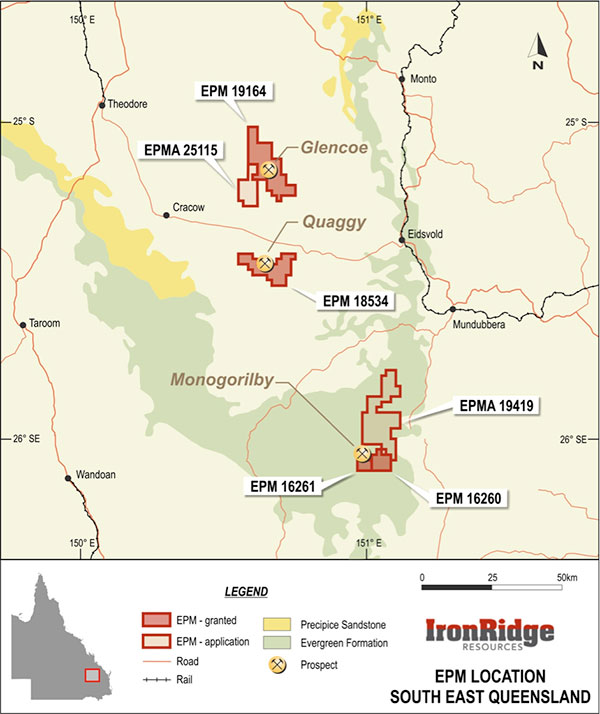 150° E
151° E
Monto
N
Theodore
25° S
25° S
EPM 19164
Glencoe
EPMA 25115
Cracow
Quaggy
Eidsvold
EPM 18534
Mundubbera
Taroom
Monogorilby
EPMA 19419
26° SE
26° SE
EPM 16261
EPM 16260
Wandoan
150° E
151° E
LEGEND
EPM - granted
EPM - application
Road
Rail
Precipice Sandstone
Evergreen Formation
Prospect
0 25 50km
IronRidge
RESOURCES
EPM LOCATION
SOUTH EAST QUEENSLAND